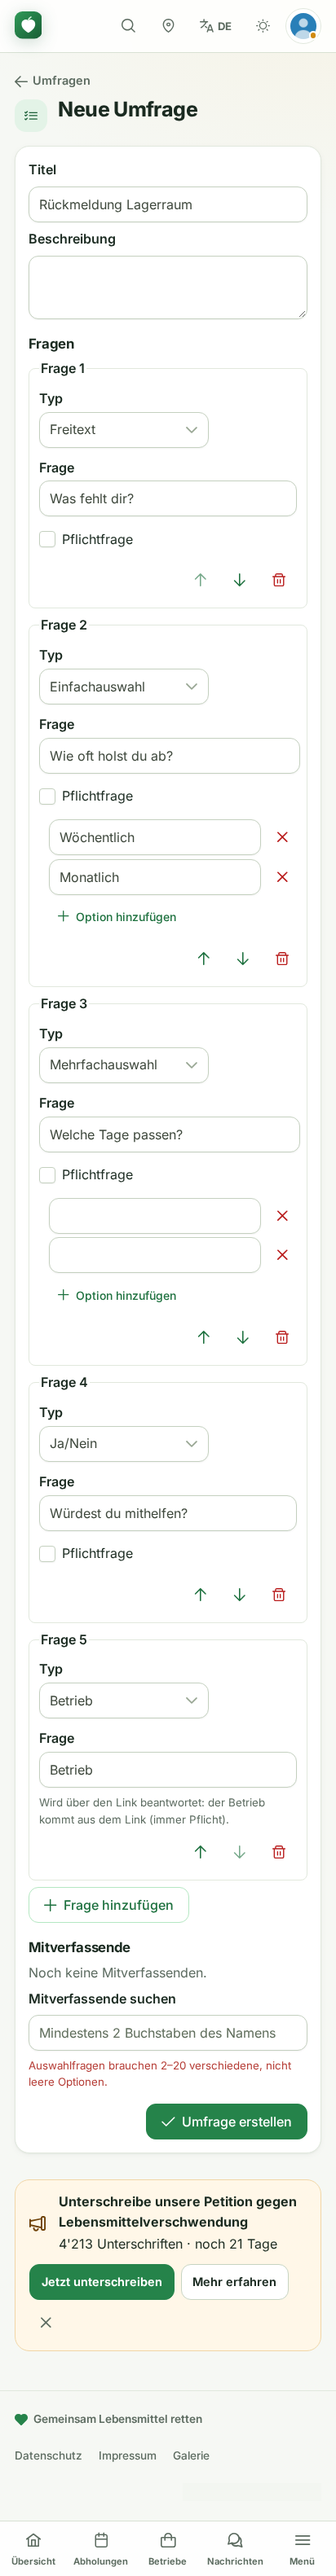 DE
Umfragen
Neue Umfrage
Titel
Rückmeldung Lagerraum
Beschreibung
Fragen
Frage 1
Typ
Freitext
Frage
Was fehlt dir?
Pflichtfrage
Frage 2
Typ
Einfachauswahl
Frage
Wie oft holst du ab?
Pflichtfrage
Wöchentlich
Monatlich
Option hinzufügen
Frage 3
Typ
Mehrfachauswahl
Frage
Welche Tage passen?
Pflichtfrage
Option hinzufügen
Frage 4
Typ
Ja/Nein
Frage
Würdest du mithelfen?
Pflichtfrage
Frage 5
Typ
Betrieb
Frage
Betrieb
Wird über den Link beantwortet: der Betrieb
kommt aus dem Link (immer Pflicht).
Frage hinzufügen
Mitverfassende
Noch keine Mitverfassenden.
Mitverfassende suchen
Mindestens 2 Buchstaben des Namens
Auswahlfragen brauchen 2–20 verschiedene, nicht
leere Optionen.
Umfrage erstellen
Unterschreibe unsere Petition gegen
Lebensmittelverschwendung
4'213 Unterschriften · noch 21 Tage
Jetzt unterschreiben
Mehr erfahren
Gemeinsam Lebensmittel retten
Datenschutz Impressum Galerie
Übersicht Abholungen Betriebe Nachrichten Menü